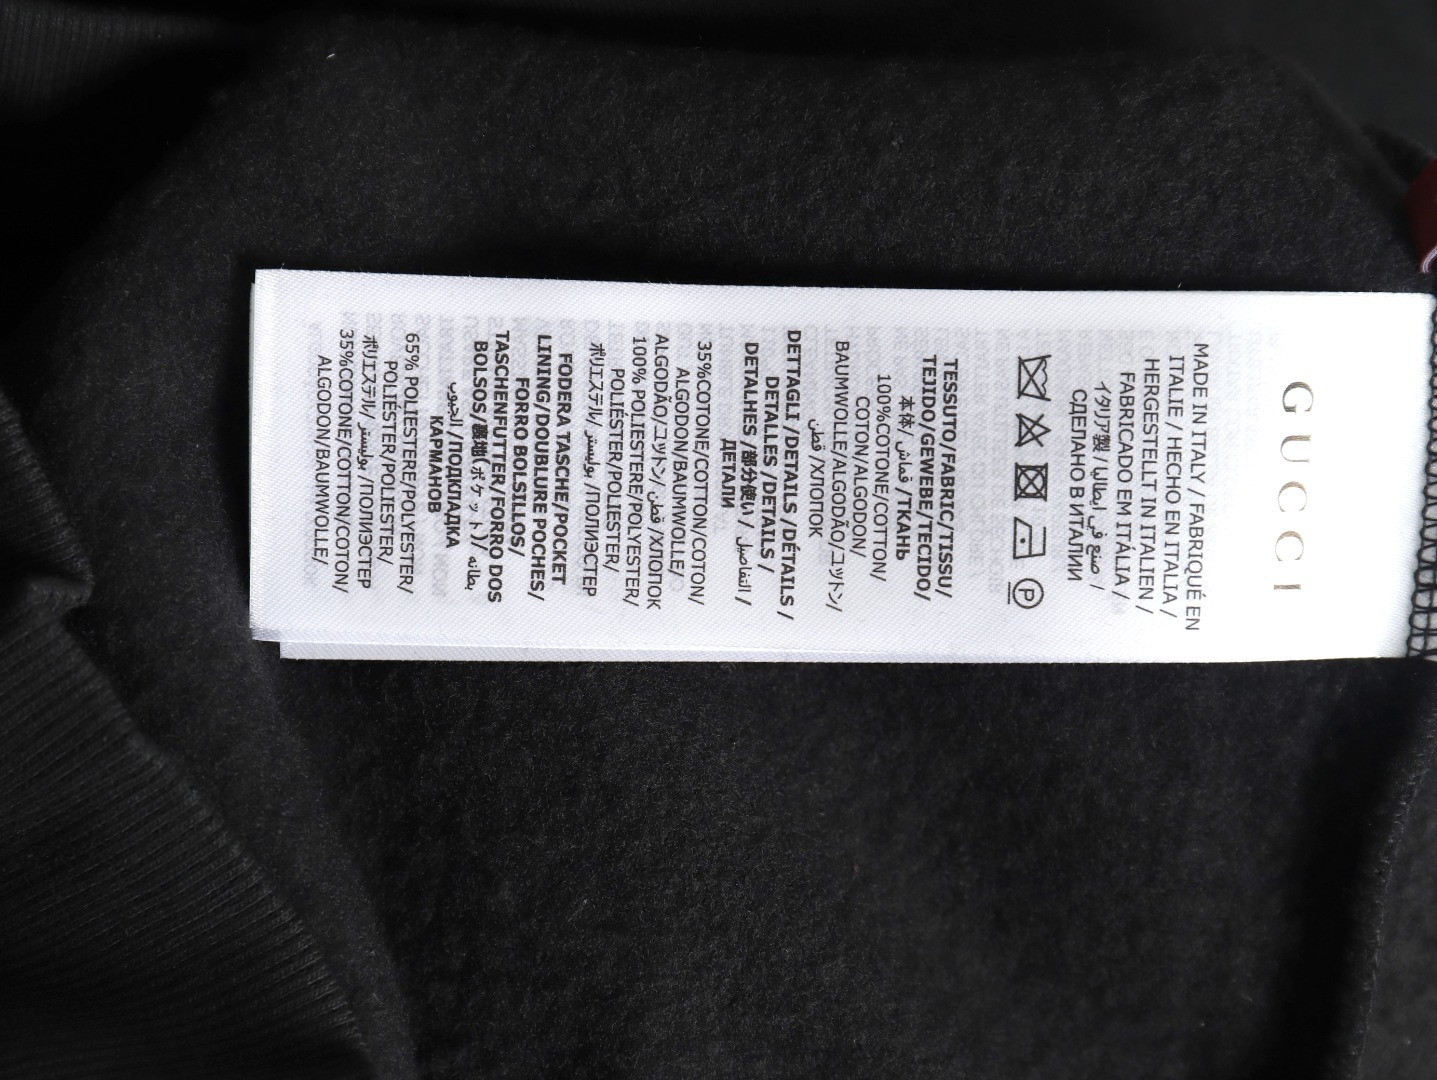 GUCCI
MADE IN ITALY / FABRIQUÉ EN
ITALIE / HECHO EN ITALIA /
HERGESTELLT IN ITALIEN /
FABRICADO EM ITÁLIA /
イタリア製 / صنع في ايطاليا /
СДЕЛАНО В ИТАЛИИ
P
TESSUTO/FABRIC/TISSU/
TEJIDO/GEWEBE/TECIDO/
本体/ قماش /ТКАНЬ
100%COTONE/COTTON/
COTON/ALGODON/
BAUMWOLLE/ALGODÃO/コットン/
قطن /ХЛОПОК
DETTAGLI /DETAILS /DÉTAILS /
DETALLES /DETAILS /
DETALHES /部分使い / التفاصيل /
ДЕТАЛИ
35%COTONE/COTTON/COTON/
ALGODON/BAUMWOLLE/
ALGODÃO/コットン/ قطن /ХЛОПОК
100% POLIESTERE/POLYESTER/
POLIÉSTER/POLIESTER/
ポリエステル/ بوليستر /ПОЛИЭСТЕР
FODERA TASCHE/POCKET
LINING/DOUBLURE POCHES/
FORRO BOLSILLOS/
TASCHENFUTTER/FORRO DOS
BOLSOS/裏地(ポケット)/ بطانه
الجيوب /ПОДКЛАДКА
КАРМАНОВ
65% POLIESTERE/POLYESTER/
POLIÉSTER/POLIESTER/
ポリエステル/ بوليستر /ПОЛИЭСТЕР
35%COTONE/COTTON/COTON/
ALGODON/BAUMWOLLE/